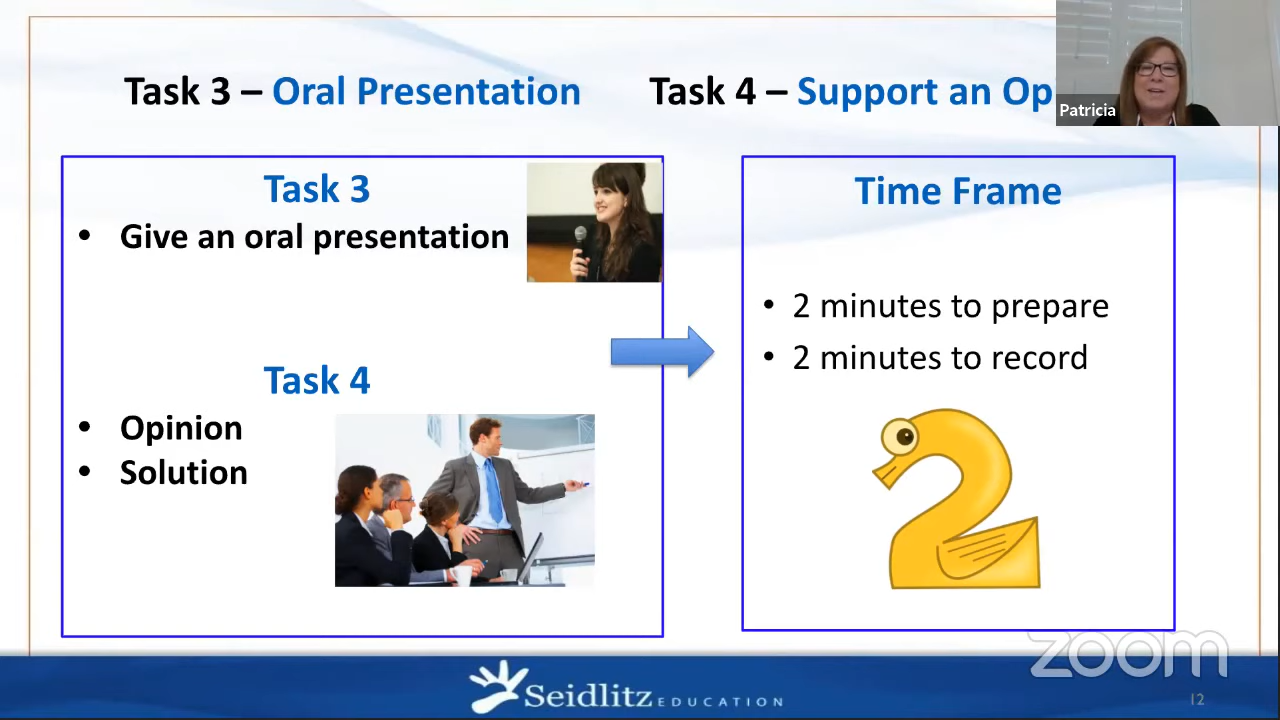 Task 3 – Oral Presentation
Task 4 – Support an Op
Patricia
Task 3
• Give an oral presentation
Task 4
• Opinion
• Solution
Time Frame
• 2 minutes to prepare
• 2 minutes to record
2
zoom
Seidlitz EDUCATION
12